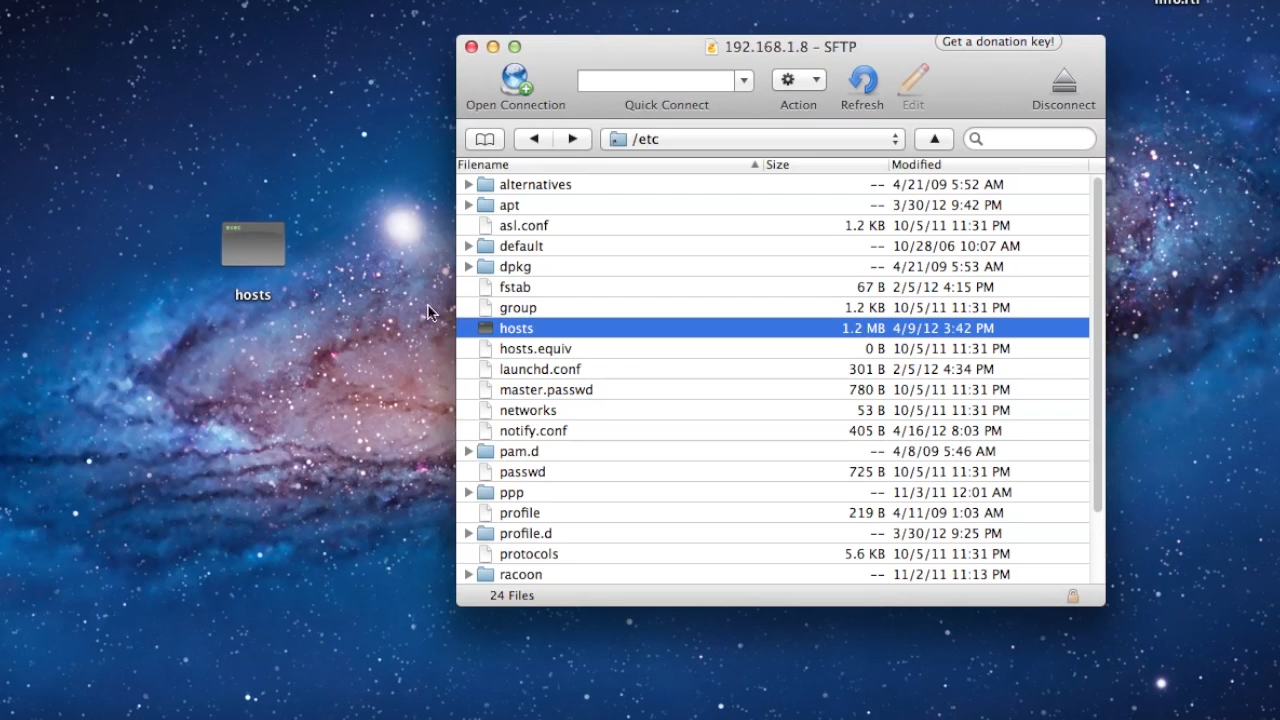 info.rtf
192.168.1.8 – SFTP
Get a donation key!
Open Connection
Quick Connect
Action
Refresh
Edit
Disconnect
/etc
Filename Size Modified
alternatives -- 4/21/09 5:52 AM
apt -- 3/30/12 9:42 PM
asl.conf 1.2 KB 10/5/11 11:31 PM
default -- 10/28/06 10:07 AM
dpkg -- 4/21/09 5:53 AM
fstab 67 B 2/5/12 4:15 PM
group 1.2 KB 10/5/11 11:31 PM
hosts 1.2 MB 4/9/12 3:42 PM
hosts.equiv 0 B 10/5/11 11:31 PM
launchd.conf 301 B 2/5/12 4:34 PM
master.passwd 780 B 10/5/11 11:31 PM
networks 53 B 10/5/11 11:31 PM
notify.conf 405 B 4/16/12 8:03 PM
pam.d -- 4/8/09 5:46 AM
passwd 725 B 10/5/11 11:31 PM
ppp -- 11/3/11 12:01 AM
profile 219 B 4/11/09 1:03 AM
profile.d -- 3/30/12 9:25 PM
protocols 5.6 KB 10/5/11 11:31 PM
racoon -- 11/2/11 11:13 PM
24 Files
exec
hosts